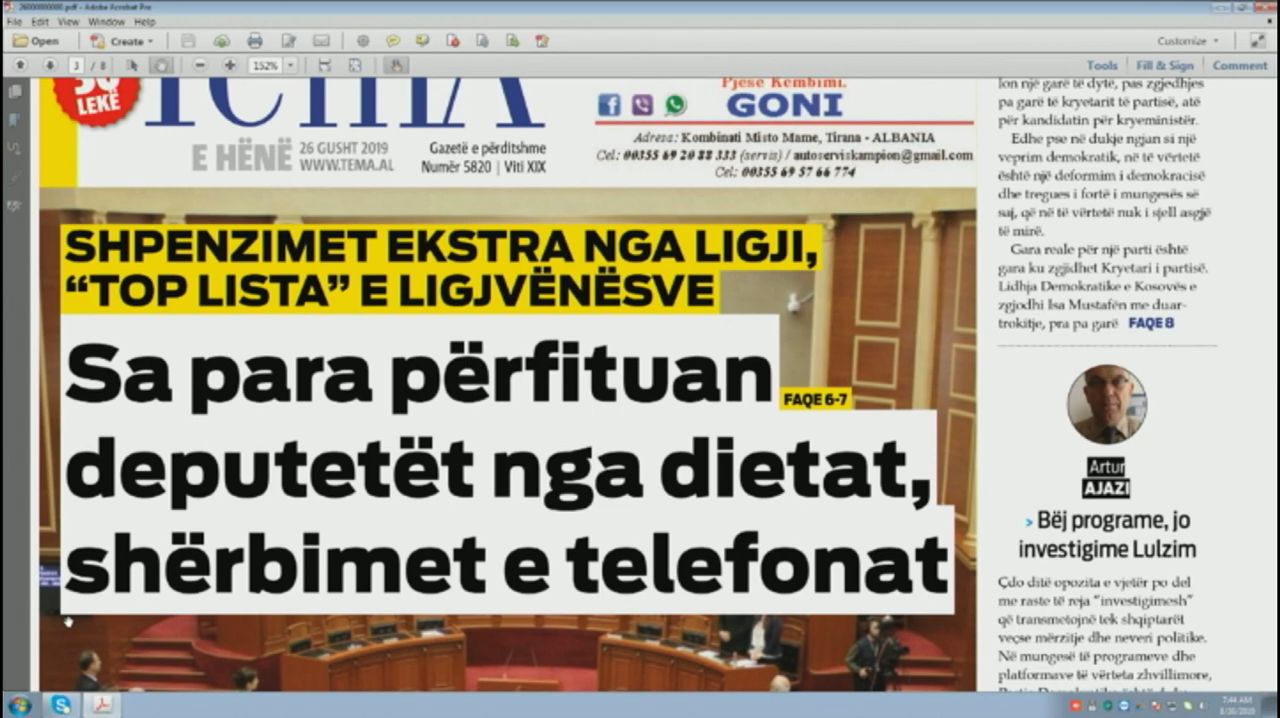 26000000000.pdf - Adobe Acrobat Pro
File Edit View Window Help
Open Create Customize
3 / 8 152% Tools Fill & Sign Comment
50
LEKË
TemA
E HËNË
26 GUSHT 2019
WWW.TEMA.AL
Gazetë e përditshme
Numër 5820 | Viti XIX
Pjesë Këmbimi.
GONI
Adresa: Kombinati Misto Mame, Tirana - ALBANIA
Cel: 00355 69 20 88 333 (servis) / autoserviskampion@gmail.com
Cel: 00355 69 57 66 774
SHPENZIMET EKSTRA NGA LIGJI,
“TOP LISTA” E LIGJVËNËSVE
Sa para përfituan
FAQE 6-7
deputetët nga dietat,
shërbimet e telefonat
lon një garë të dytë, pas zgjedhjes
pa garë të kryetarit të partisë, atë
për kandidatin për kryeministër.
Edhe pse në dukje ngjan si një
veprim demokratik, në të vërtetë
është një deformim i demokracisë
dhe tregues i fortë i mungesës së
saj, që në të vërtetë nuk i sjell asgjë
të mirë.
Gara reale për një parti është
gara ku zgjidhet Kryetari i partisë.
Lidhja Demokratike e Kosovës e
zgjodhi Isa Mustafën me duar-
trokitje, pra pa garë FAQE 8
Artur
AJAZI
› Bëj programe, jo
investigime Lulzim
Çdo ditë opozita e vjetër po del
me raste të reja “investigimesh”
që transmetojnë tek shqiptarët
veçse mërzitje dhe neveri politike.
Në mungesë të programeve dhe
platformave të vërteta zhvillimore,
7:44 AM